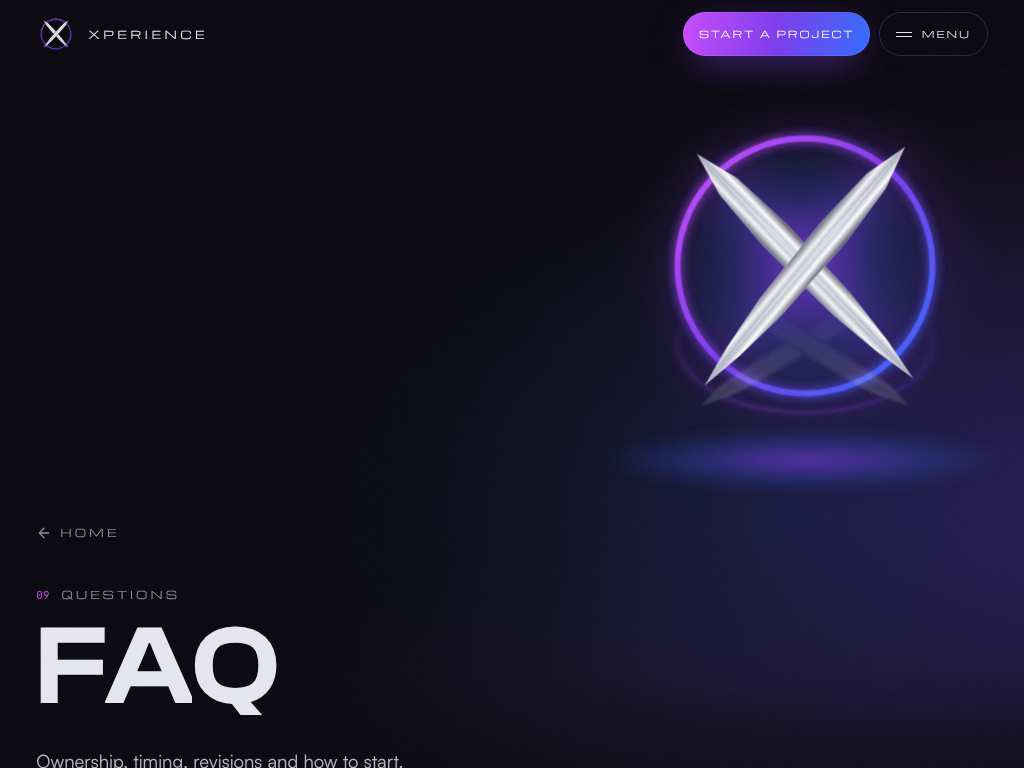 XPERIENCE
START A PROJECT
MENU
HOME
09 QUESTIONS
FAQ
Ownership, timing, revisions and how to start.